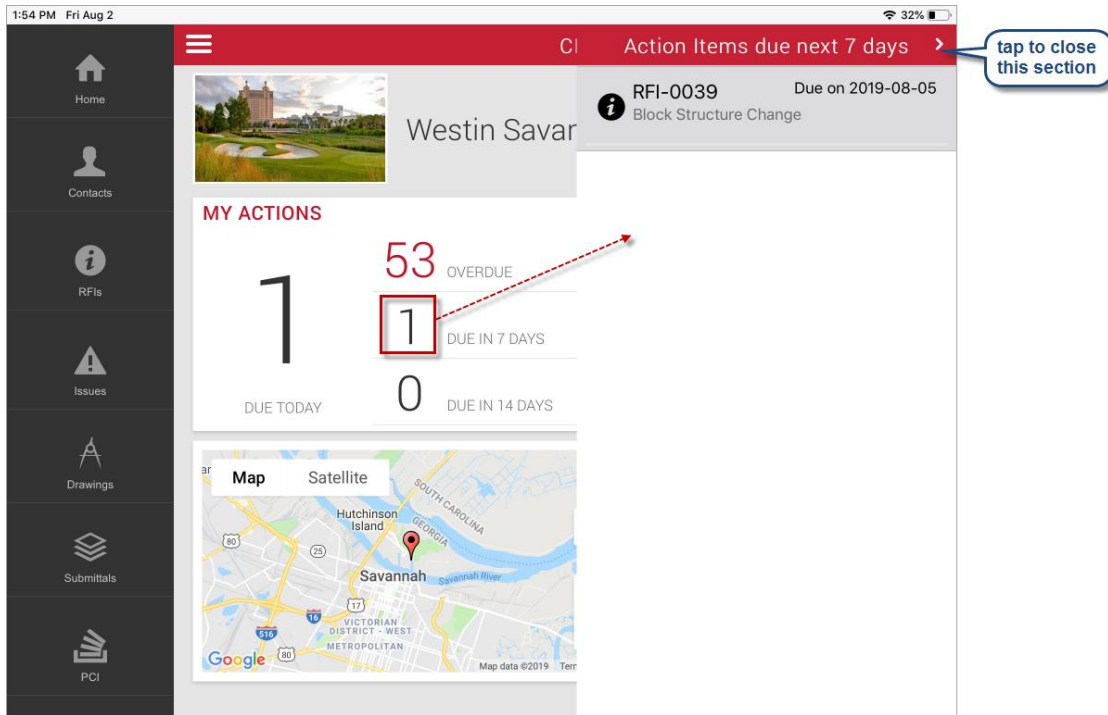 1:54 PM Fri Aug 2
32%
Home
Contacts
RFIs
Issues
Drawings
Submittals
PCI
Westin Savar
MY ACTIONS
1
DUE TODAY
53 OVERDUE
1 DUE IN 7 DAYS
0 DUE IN 14 DAYS
Map Satellite
SOUTH CAROLINA
GEORGIA
Hutchinson
Island
80
25
Savannah
Savannah River
17
16
VICTORIAN
DISTRICT - WEST
516
METROPOLITAN
80
Google
Map data ©2019 Terr
Action Items due next 7 days
RFI-0039 Due on 2019-08-05
Block Structure Change
tap to close
this section